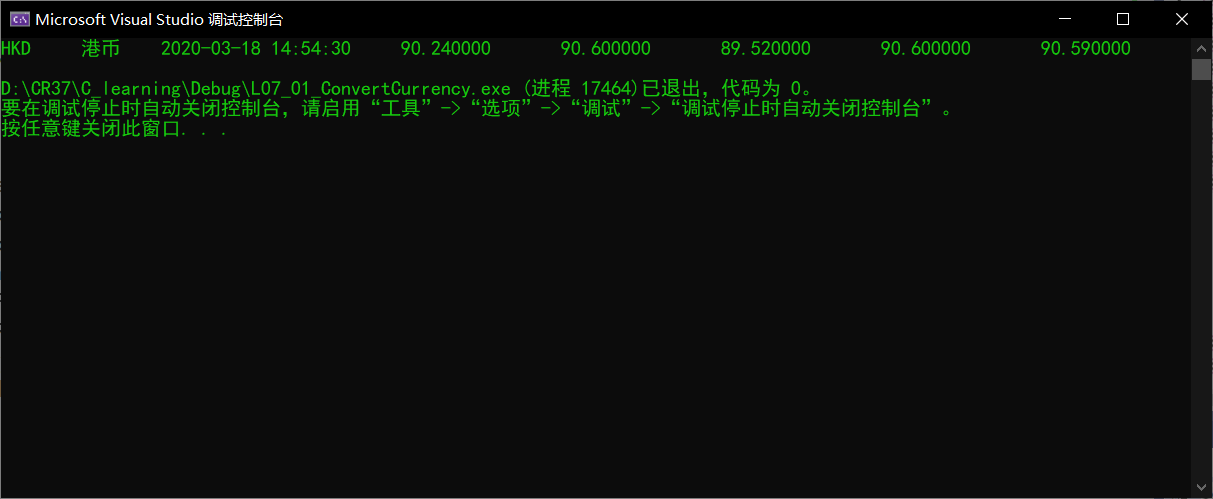 Microsoft Visual Studio 调试控制台
HKD 港币 2020-03-18 14:54:30 90.240000 90.600000 89.520000 90.600000 90.590000
D:\CR37\C_learning\Debug\L07_01_ConvertCurrency.exe (进程 17464)已退出，代码为 0。
要在调试停止时自动关闭控制台，请启用“工具”->“选项”->“调试”->“调试停止时自动关闭控制台”。
按任意键关闭此窗口. . .